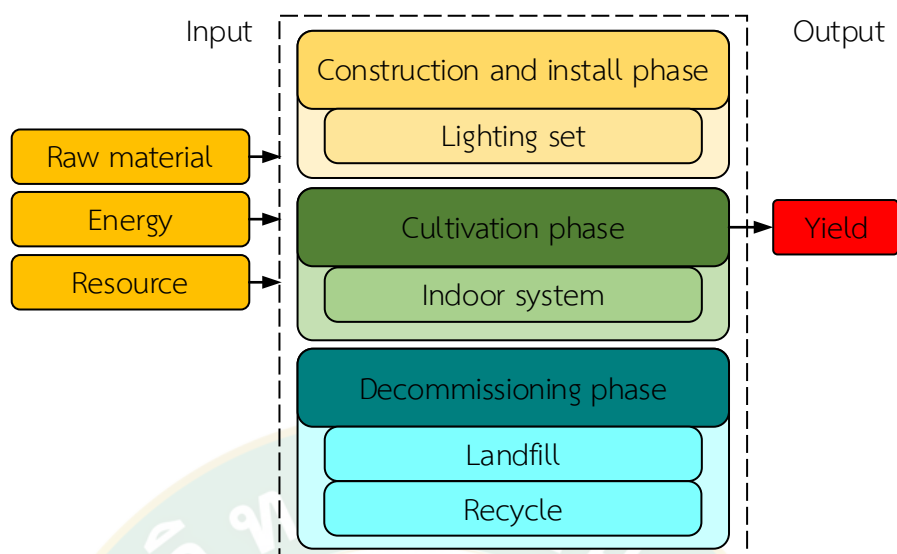 Input
Output
Construction and install phase
Lighting set
Raw material
Energy
Resource
Cultivation phase
Indoor system
Yield
Decommissioning phase
Landfill
Recycle